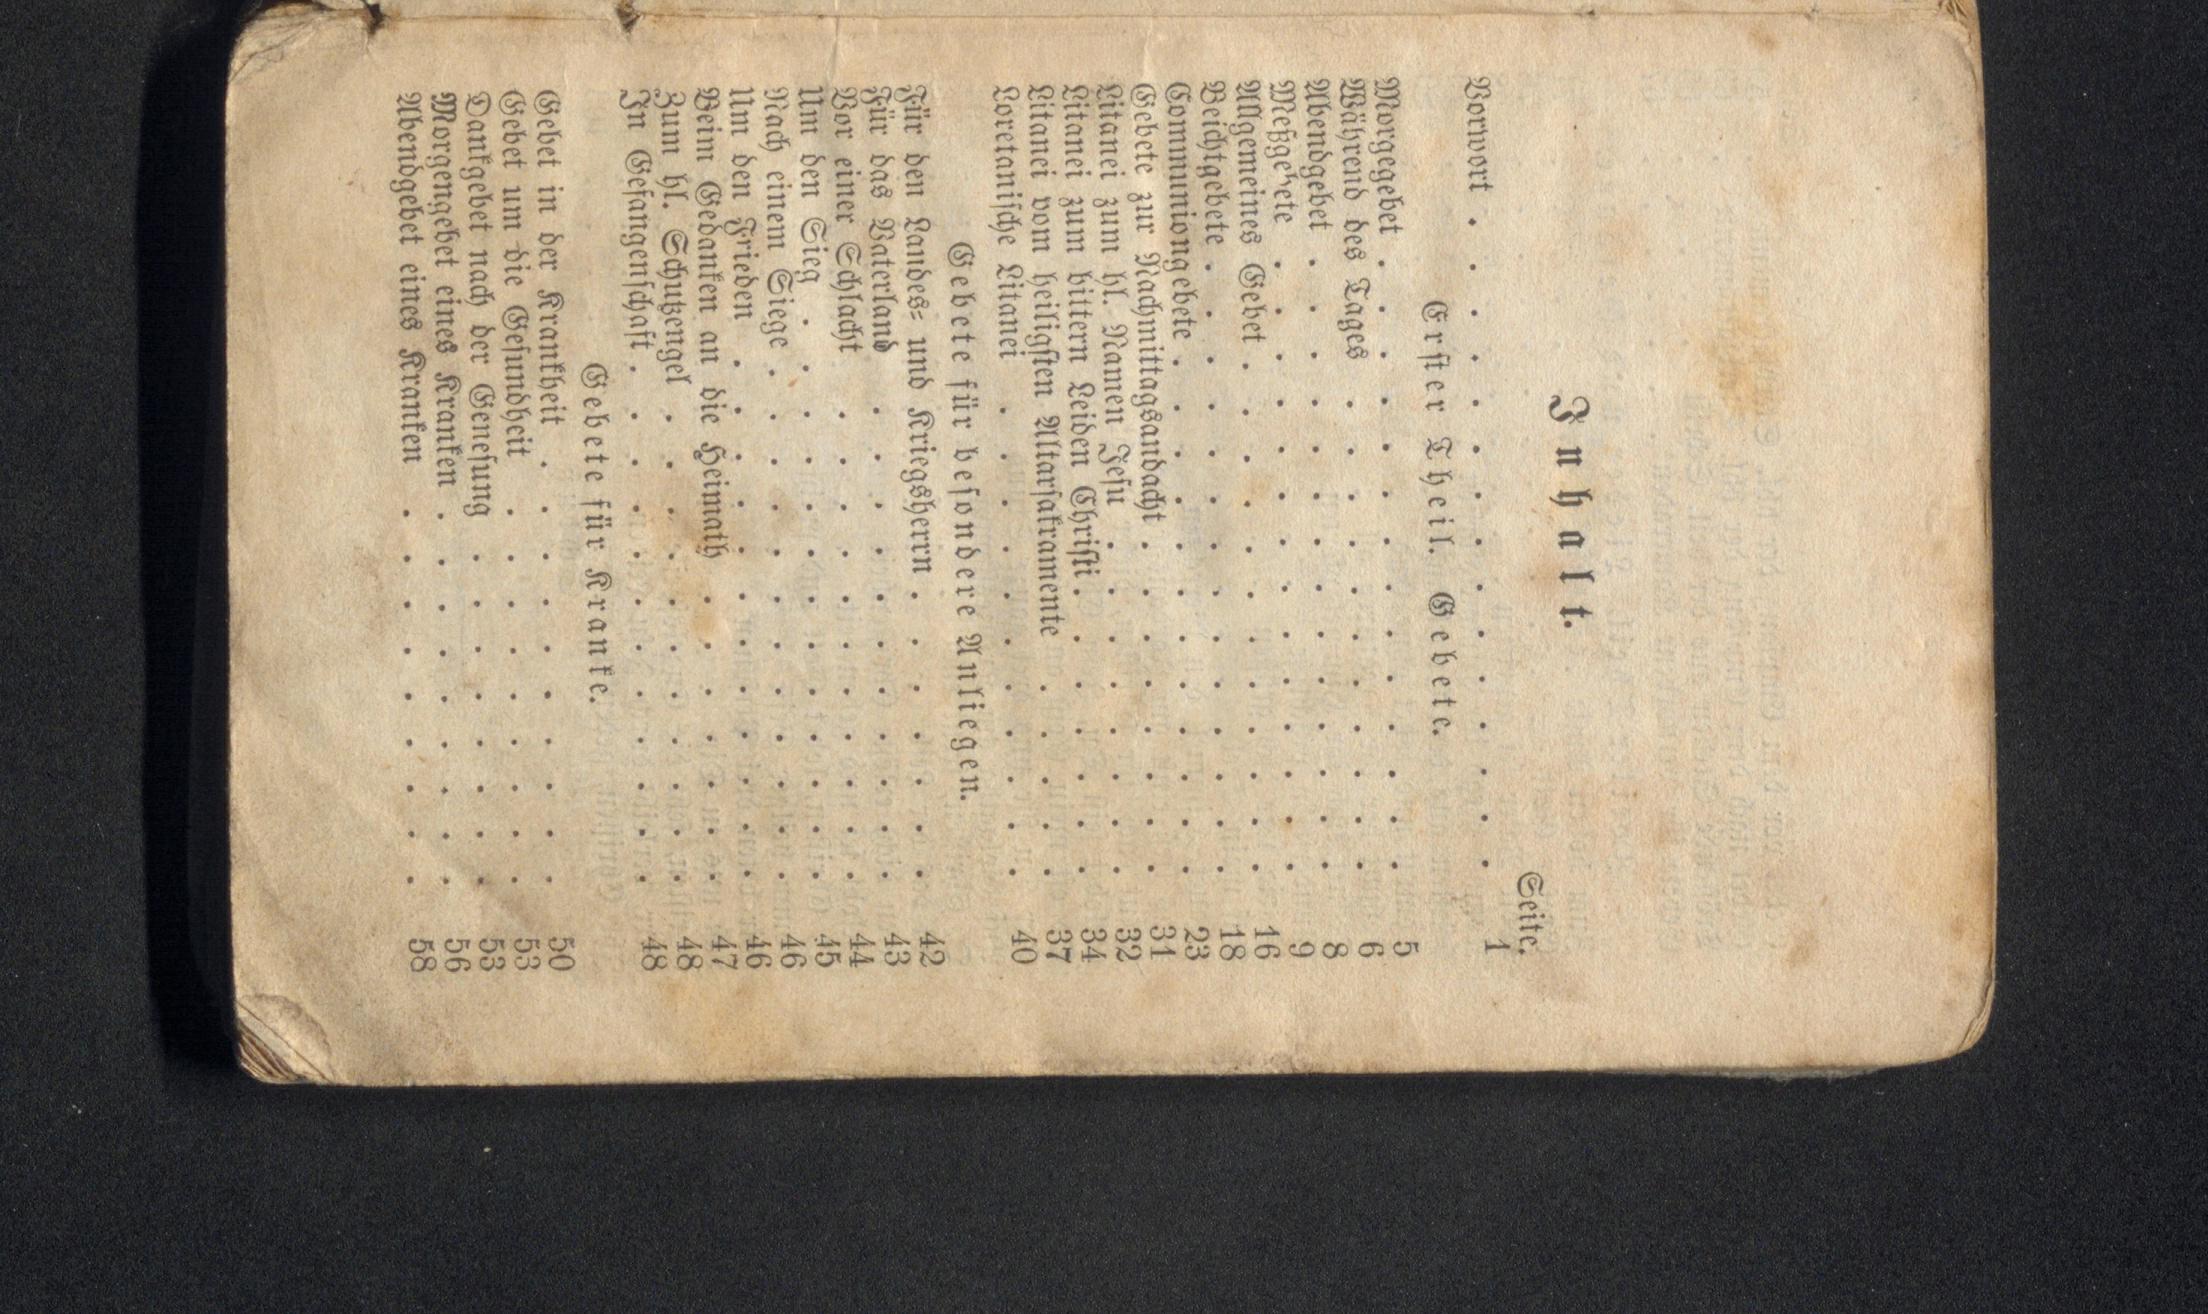 Inhalt.
Seite.
Vorwort . . . . . . . . . . . . . . . 1
Erster Theil. Gebete.
Morgegebet . . . . . . . . . . . . . . 5
Während des Tages . . . . . . . . . . . 6
Abendgebet . . . . . . . . . . . . . . 8
Meßgebete . . . . . . . . . . . . . . 9
Allgemeines Gebet . . . . . . . . . . . . 16
Beichtgebete . . . . . . . . . . . . . . 18
Communiongebete . . . . . . . . . . . . 23
Gebete zur Nachmittagsandacht . . . . . . . . 31
Litanei zum hl. Namen Jesu . . . . . . . . 32
Litanei zum bittern Leiden Christi . . . . . . . 34
Litanei vom heiligsten Altarsakramente . . . . . 37
Loretanische Litanei . . . . . . . . . . . 40
Gebete für besondere Anliegen.
Für den Landes- und Kriegsherrn . . . . . . . 42
Für das Vaterland . . . . . . . . . . . 43
Vor einer Schlacht . . . . . . . . . . . 44
Um den Sieg . . . . . . . . . . . . . 45
Nach einem Siege . . . . . . . . . . . . 46
Um den Frieden . . . . . . . . . . . . 46
Beim Gedanken an die Heimath . . . . . . . 47
Zum hl. Schutzengel . . . . . . . . . . . 48
In Gefangenschaft . . . . . . . . . . . . 48
Gebete für Kranke.
Gebet in der Krankheit . . . . . . . . . . 50
Gebet um die Gesundheit . . . . . . . . . 53
Dankgebet nach der Genesung . . . . . . . . 53
Morgengebet eines Kranken . . . . . . . . . 56
Abendgebet eines Kranken . . . . . . . . . 58